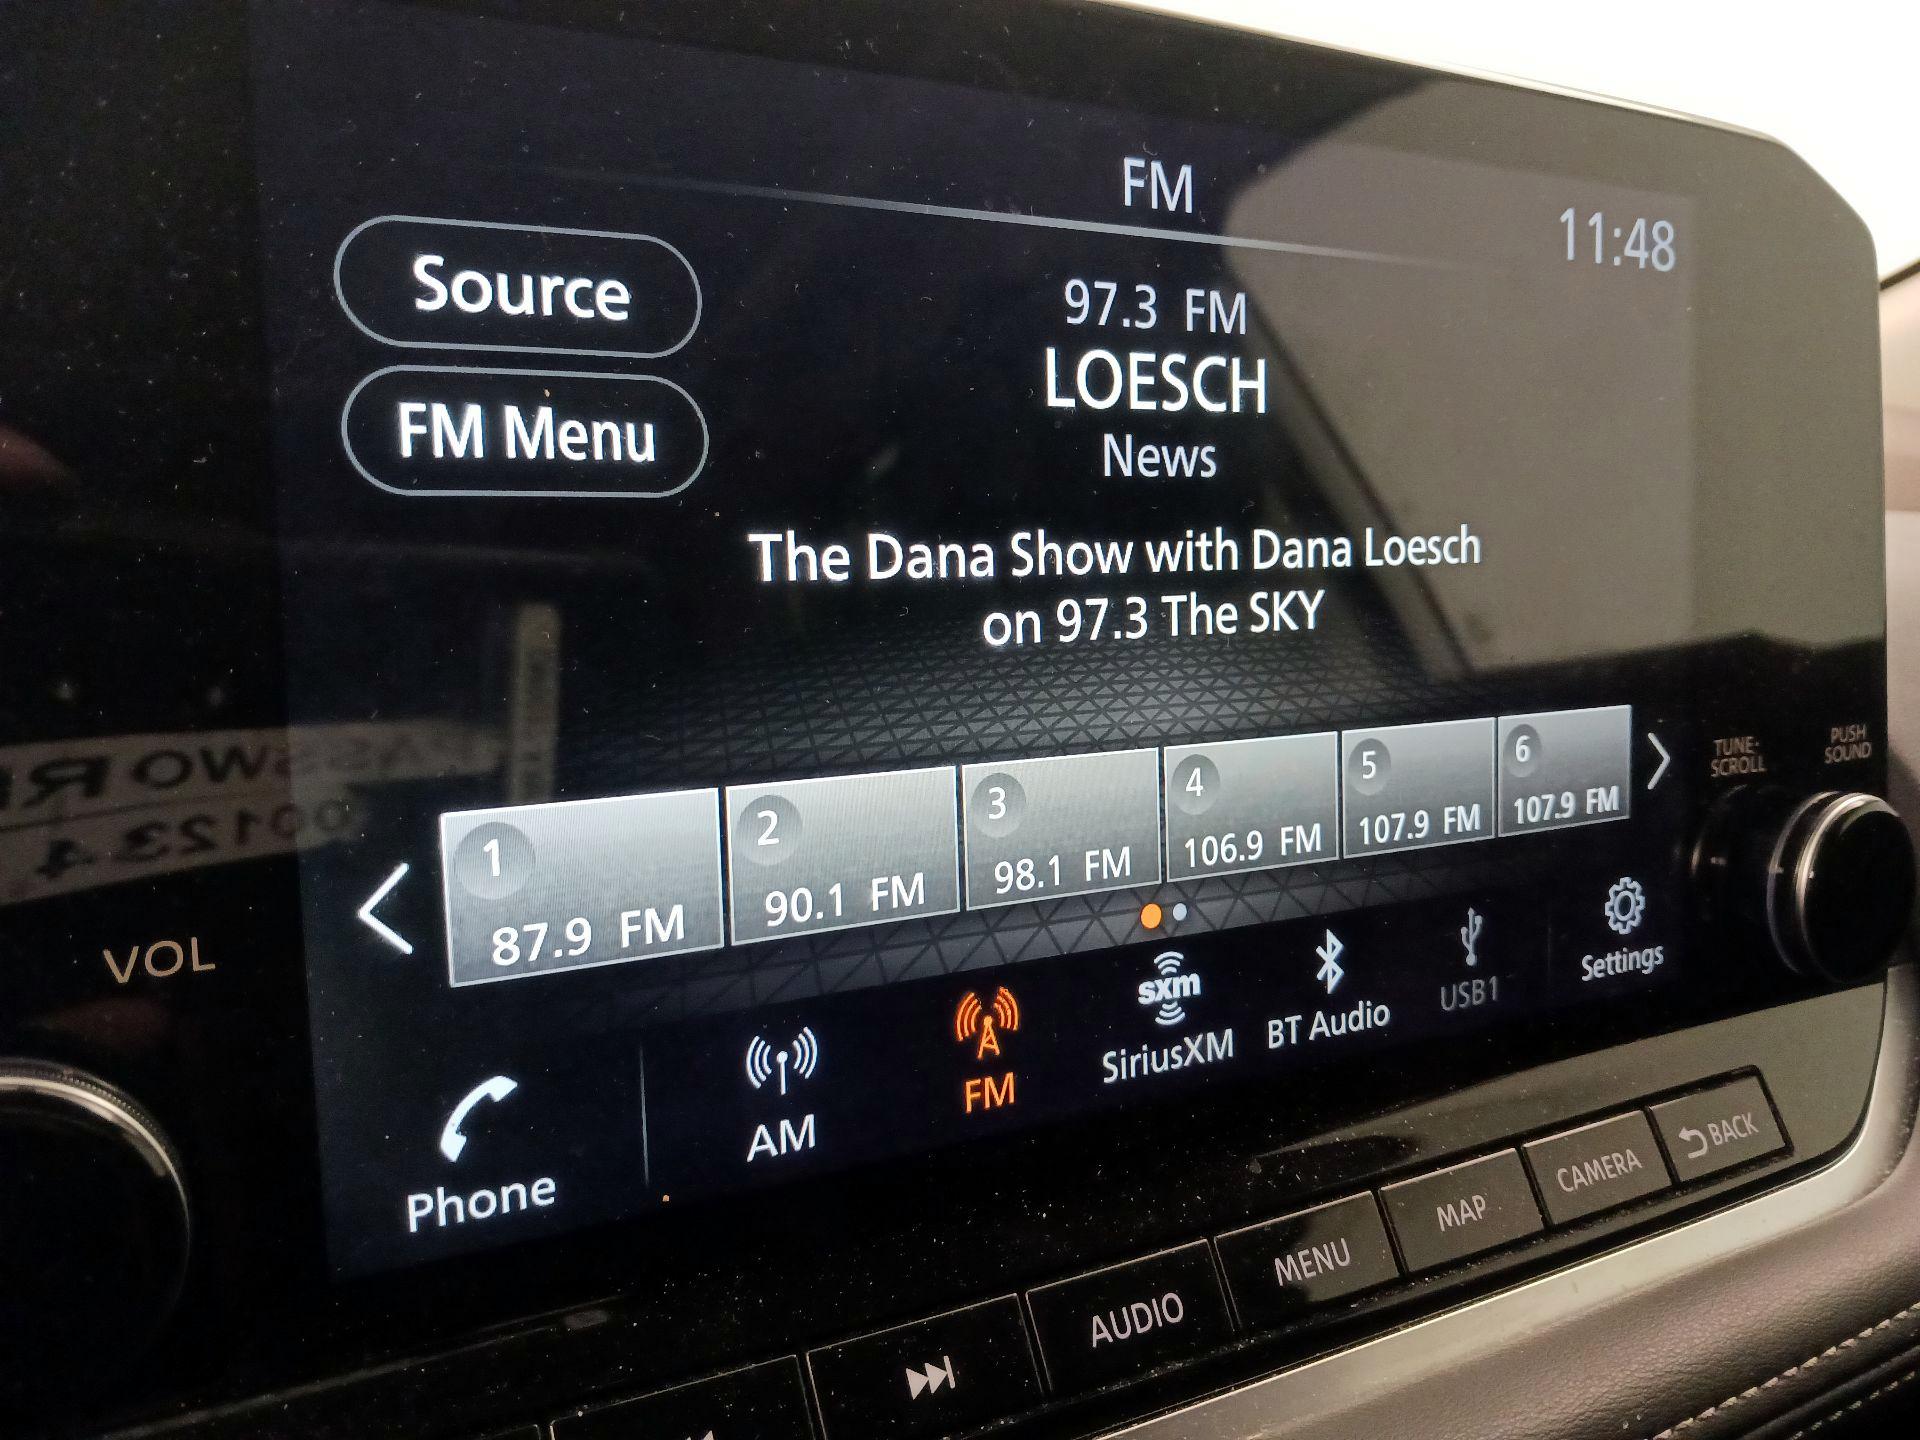 FM
11:48
Source
FM Menu
97.3 FM
LOESCH
News
The Dana Show with Dana Loesch
on 97.3 The SKY
1
87.9 FM
2
90.1 FM
3
98.1 FM
4
106.9 FM
5
107.9 FM
6
107.9 FM
TUNE·
SCROLL
PUSH
SOUND
VOL
Phone
AM
FM
sxm
SiriusXM
BT Audio
USB1
Settings
AUDIO
MENU
MAP
CAMERA
BACK